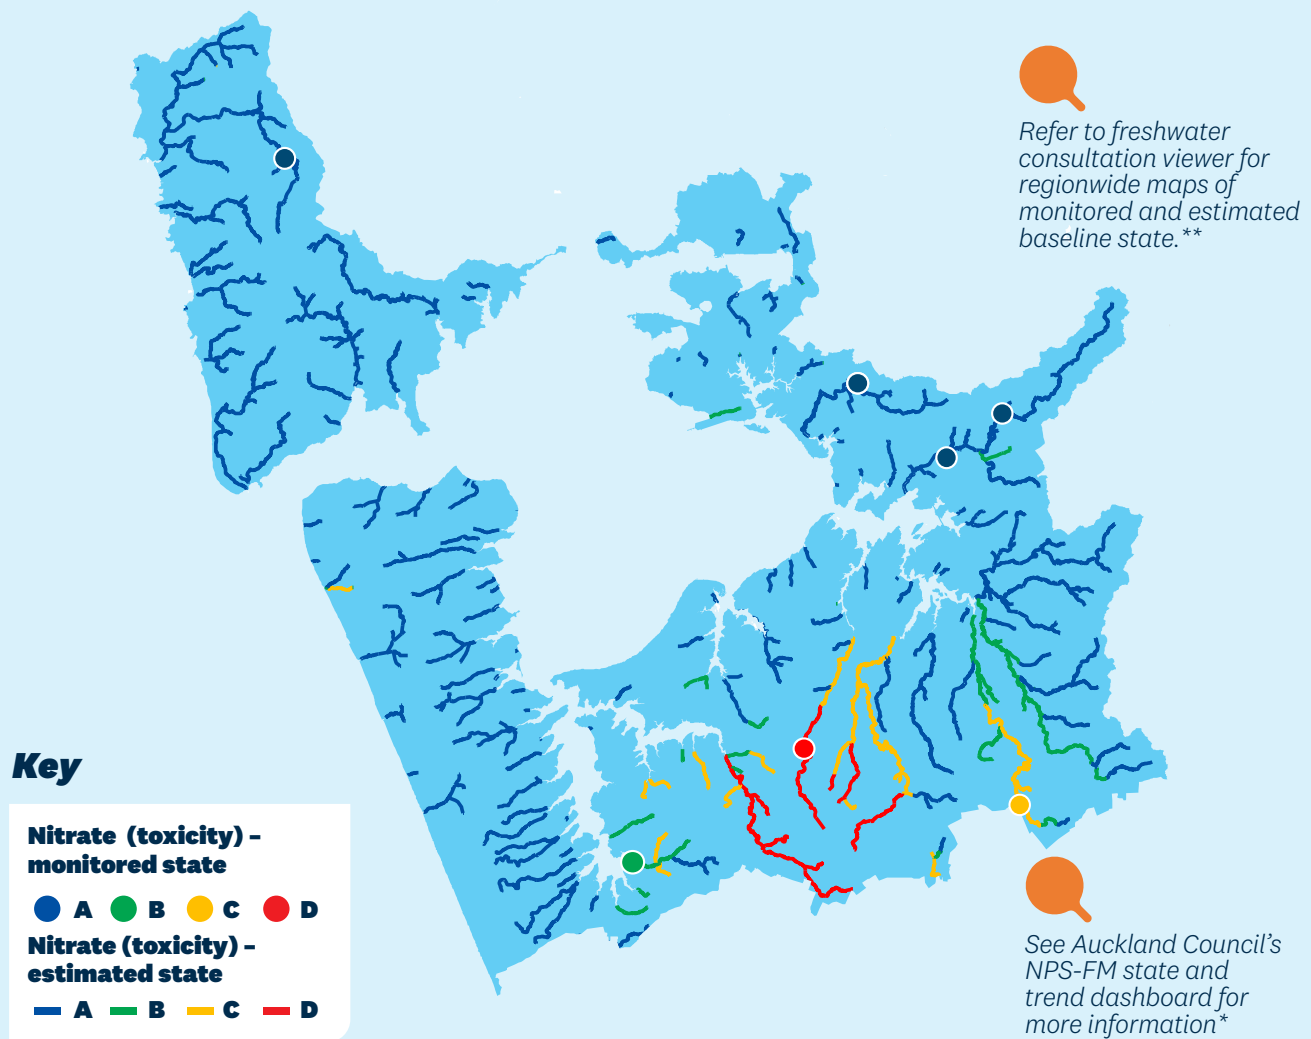 Refer to freshwater
consultation viewer for
regionwide maps of
monitored and estimated
baseline state.**
Key
Nitrate (toxicity) –
monitored state
A B C D
Nitrate (toxicity) –
estimated state
A B C D
See Auckland Council’s
NPS-FM state and
trend dashboard for
more information*